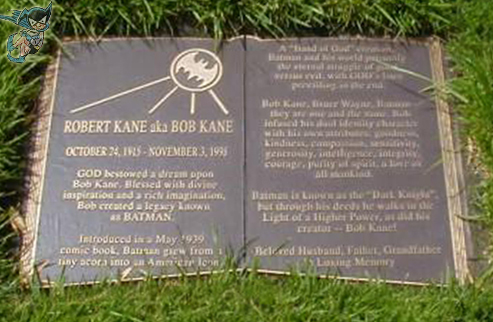 ROBERT KANE aka BOB KANE
OCTOBER 24, 1915 - NOVEMBER 3, 1998
GOD bestowed a dream upon
Bob Kane. Blessed with divine
inspiration and a rich imagination,
Bob created a legacy known
as BATMAN.
Introduced in a May 1939
comic book, Batman grew from a
tiny acorn into an American Icon.
A "Hand of God" creation,
Batman and his world personify
the eternal struggle of good
versus evil, with GOD's laws
prevailing in the end.
Bob Kane, Bruce Wayne, Batman -
they are one and the same. Bob
infused his dual identity character
with his own attributes: goodness,
kindness, compassion, sensitivity,
generosity, intelligence, integrity,
courage, purity of spirit, a love of
all mankind.
Batman is known as the "Dark Knight",
but through his deeds he walks in the
Light of a Higher Power, as did his
creator -- Bob Kane!
Beloved Husband, Father, Grandfather
In Loving Memory